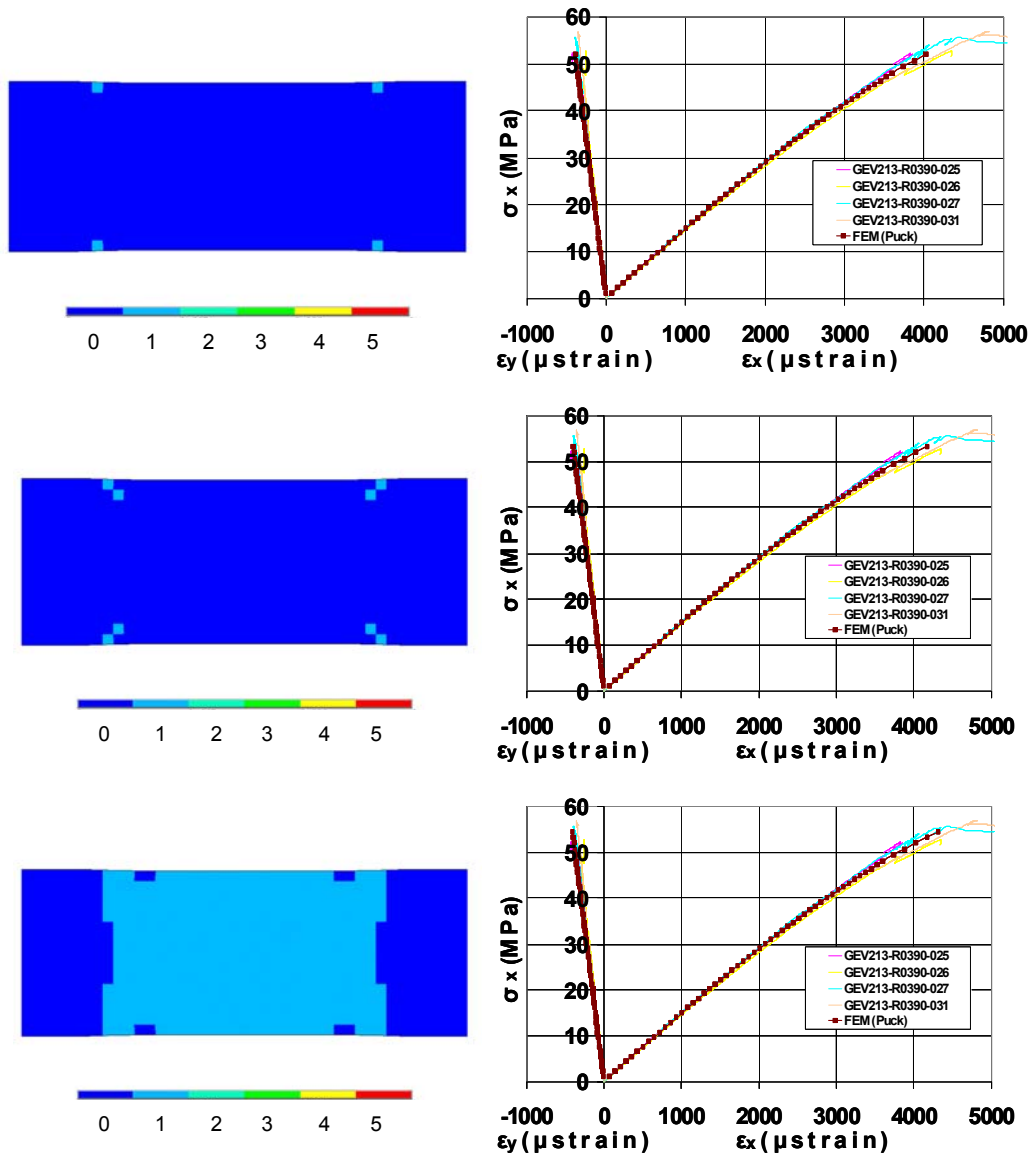 60
50
40
30
20
10
0
σ x (MPa)
GEV213-R0390-025
GEV213-R0390-026
GEV213-R0390-027
GEV213-R0390-031
FEM (Puck)
-1000 0 1000 2000 3000 4000 5000
εy (µstrain) εx (µstrain)
0 1 2 3 4 5
60
50
40
30
20
10
0
σ x (MPa)
GEV213-R0390-025
GEV213-R0390-026
GEV213-R0390-027
GEV213-R0390-031
FEM (Puck)
-1000 0 1000 2000 3000 4000 5000
εy (µstrain) εx (µstrain)
0 1 2 3 4 5
60
50
40
30
20
10
0
σ x (MPa)
GEV213-R0390-025
GEV213-R0390-026
GEV213-R0390-027
GEV213-R0390-031
FEM (Puck)
-1000 0 1000 2000 3000 4000 5000
εy (µstrain) εx (µstrain)
0 1 2 3 4 5